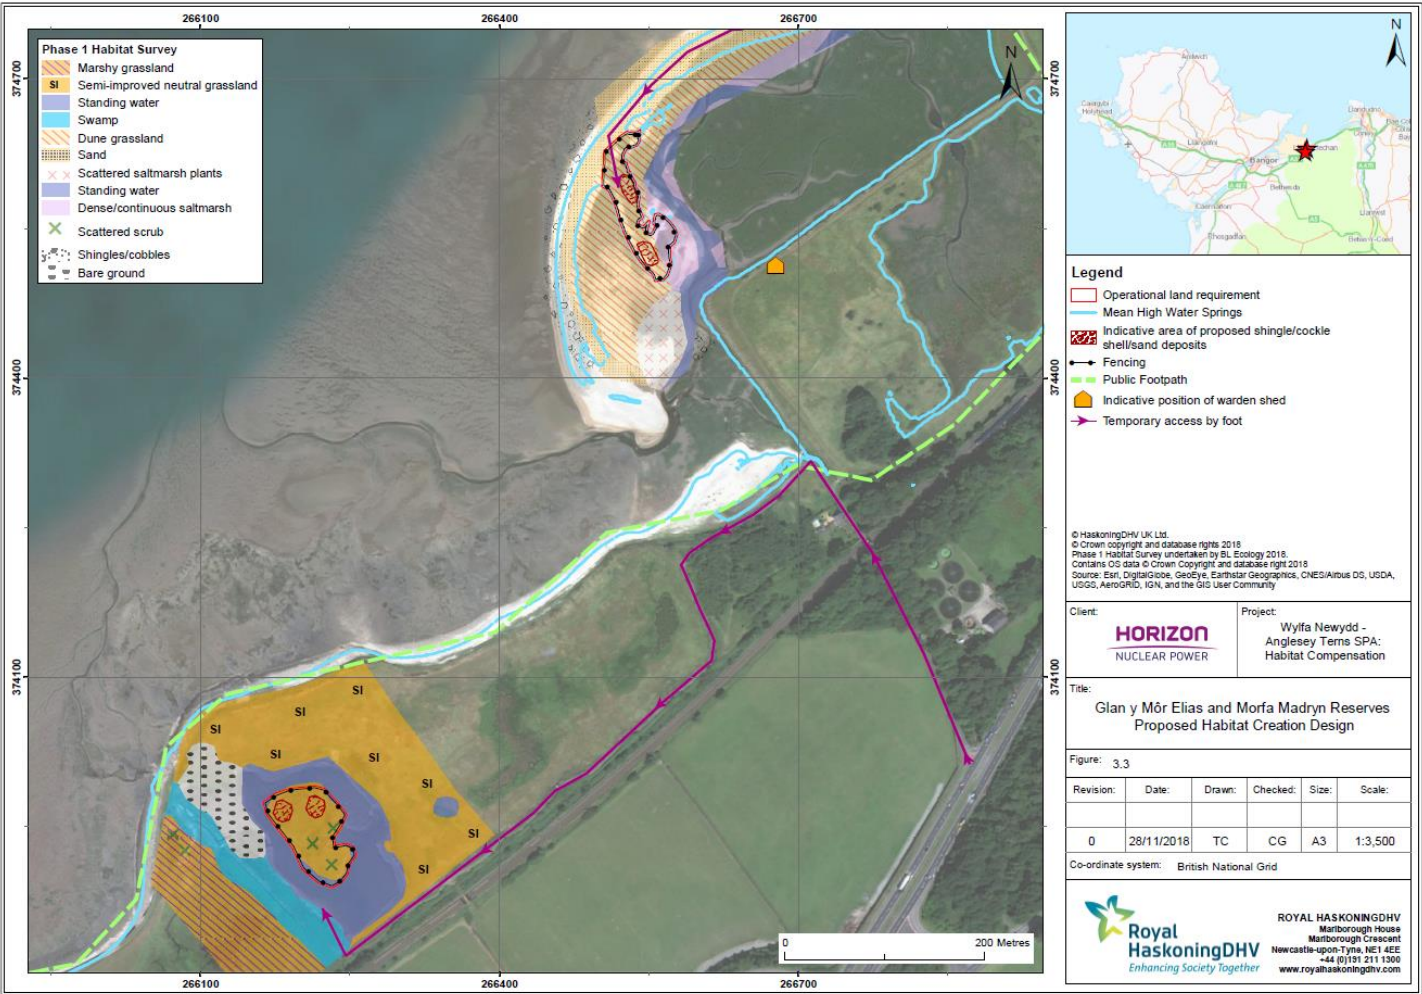 266100
266400
266700
374700
374400
374100
374700
374400
374100
266100
266400
266700
Phase 1 Habitat Survey
Marshy grassland
SI Semi-improved neutral grassland
Standing water
Swamp
Dune grassland
Sand
Scattered saltmarsh plants
Standing water
Dense/continuous saltmarsh
Scattered scrub
Shingles/cobbles
Bare ground
N
SI
SI
SI
SI
SI
SI
SI
SI
0 200 Metres
N
Llandudno
Bangor
Bethesda
Legend
Operational land requirement
Mean High Water Springs
Indicative area of proposed shingle/cockle
shell/sand deposits
Fencing
Public Footpath
Indicative position of warden shed
Temporary access by foot
© HaskoningDHV UK Ltd.
© Crown copyright and database rights 2018
Phase 1 Habitat Survey undertaken by BL Ecology 2018.
Contains OS data © Crown Copyright and database right 2018
Source: Esri, DigitalGlobe, GeoEye, Earthstar Geographics, CNES/Airbus DS, USDA,
USGS, AeroGRID, IGN, and the GIS User Community
Client:
HORIZON
NUCLEAR POWER
Project:
Wylfa Newydd -
Anglesey Terns SPA:
Habitat Compensation
Title:
Glan y Môr Elias and Morfa Madryn Reserves
Proposed Habitat Creation Design
Figure: 3.3
Revision: Date: Drawn: Checked: Size: Scale:
0 28/11/2018 TC CG A3 1:3,500
Co-ordinate system: British National Grid
Royal
HaskoningDHV
Enhancing Society Together
ROYAL HASKONINGDHV
Marlborough House
Marlborough Crescent
Newcastle-upon-Tyne, NE1 4EE
+44 (0)191 211 1300
www.royalhaskoningdhv.com